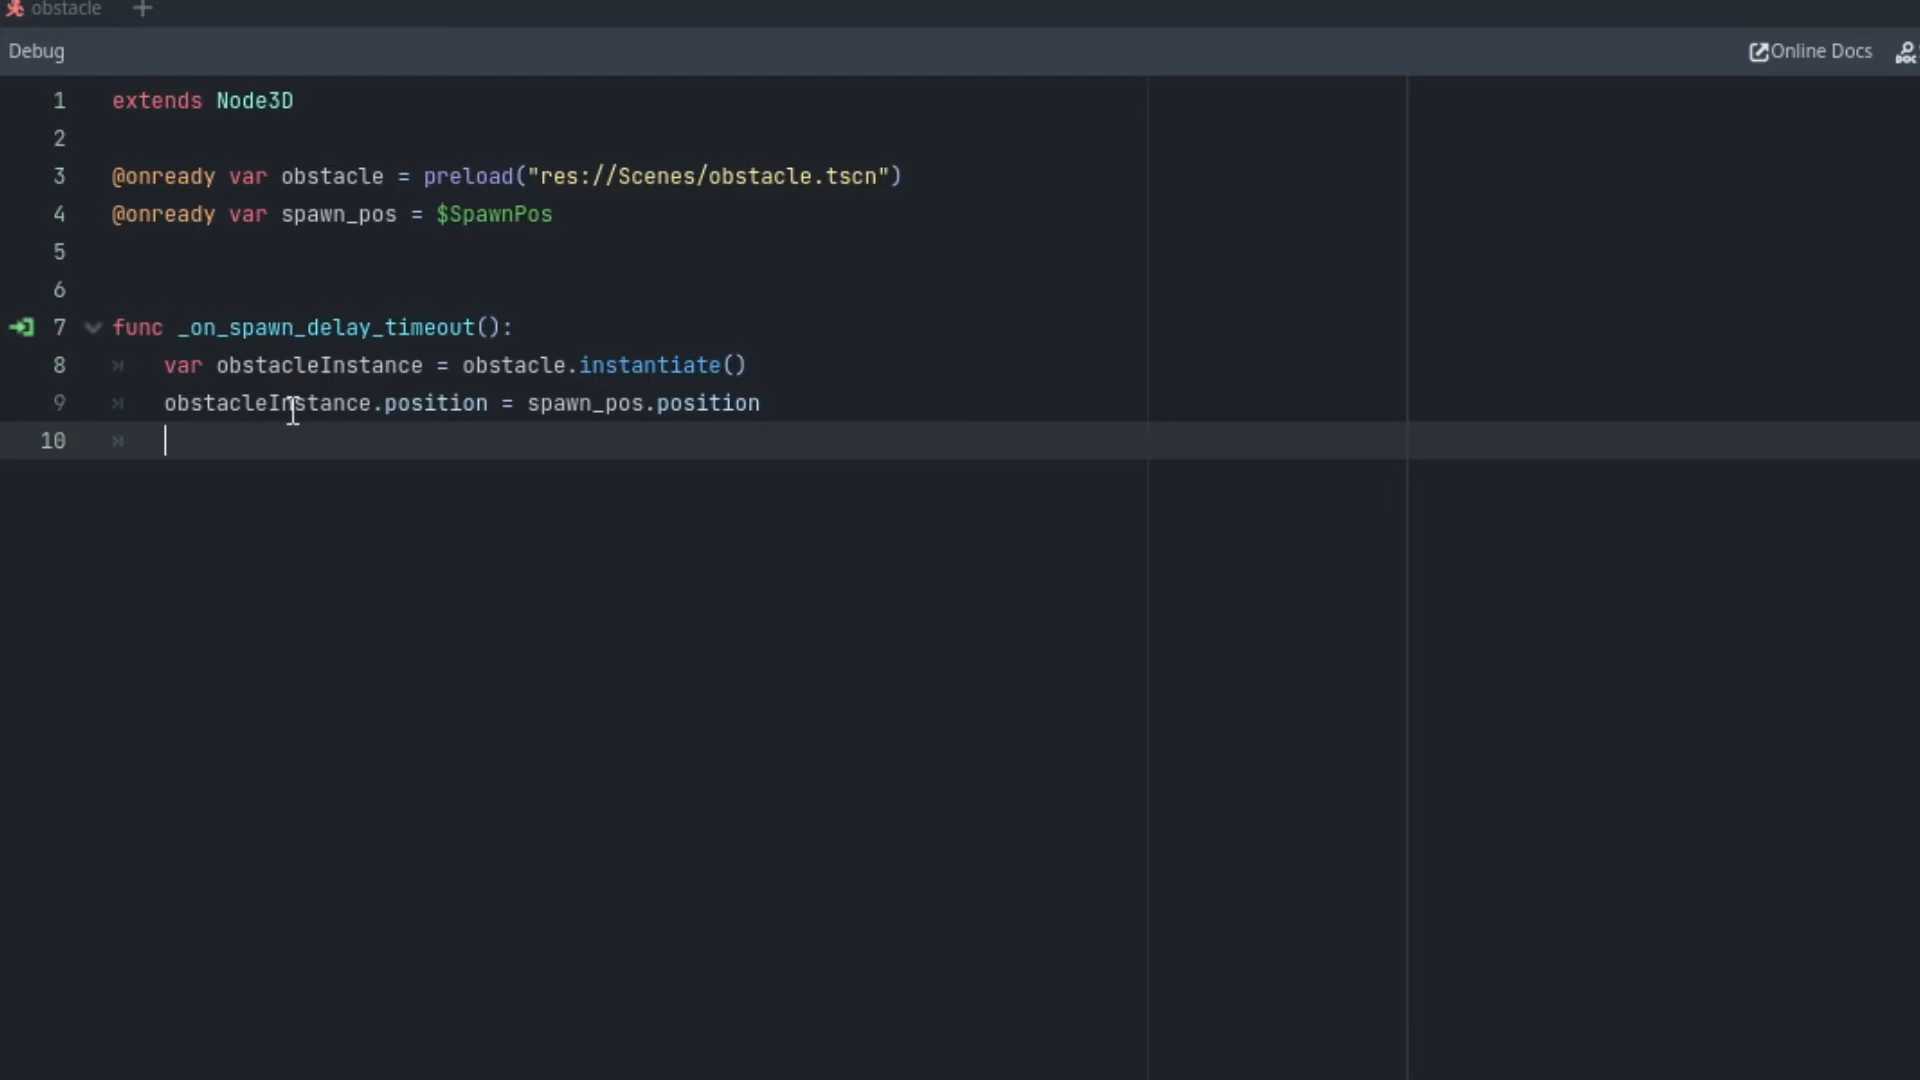 obstacle
Debug
Online Docs
DOC
1 extends Node3D
2
3 @onready var obstacle = preload("res://Scenes/obstacle.tscn")
4 @onready var spawn_pos = $SpawnPos
5
6
7 func _on_spawn_delay_timeout():
8 var obstacleInstance = obstacle.instantiate()
9 obstacleInstance.position = spawn_pos.position
10